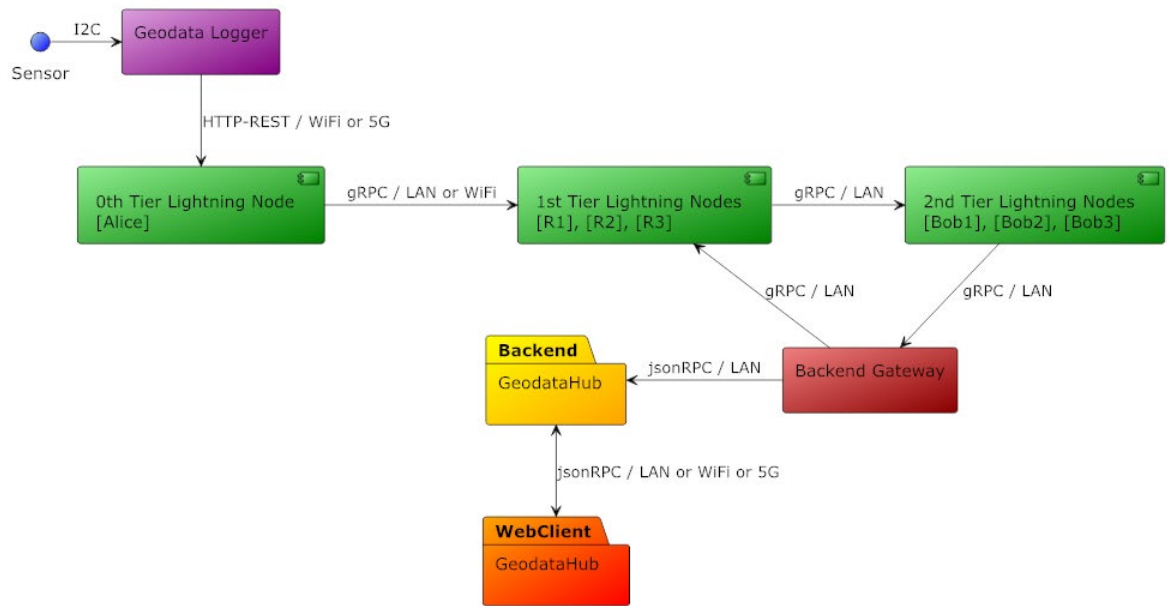 I2C
Geodata Logger
Sensor
HTTP-REST / WiFi or 5G
0th Tier Lightning Node
[Alice]
gRPC / LAN or WiFi
1st Tier Lightning Nodes
[R1], [R2], [R3]
gRPC / LAN
2nd Tier Lightning Nodes
[Bob1], [Bob2], [Bob3]
gRPC / LAN
gRPC / LAN
Backend
GeodataHub
jsonRPC / LAN
Backend Gateway
jsonRPC / LAN or WiFi or 5G
WebClient
GeodataHub